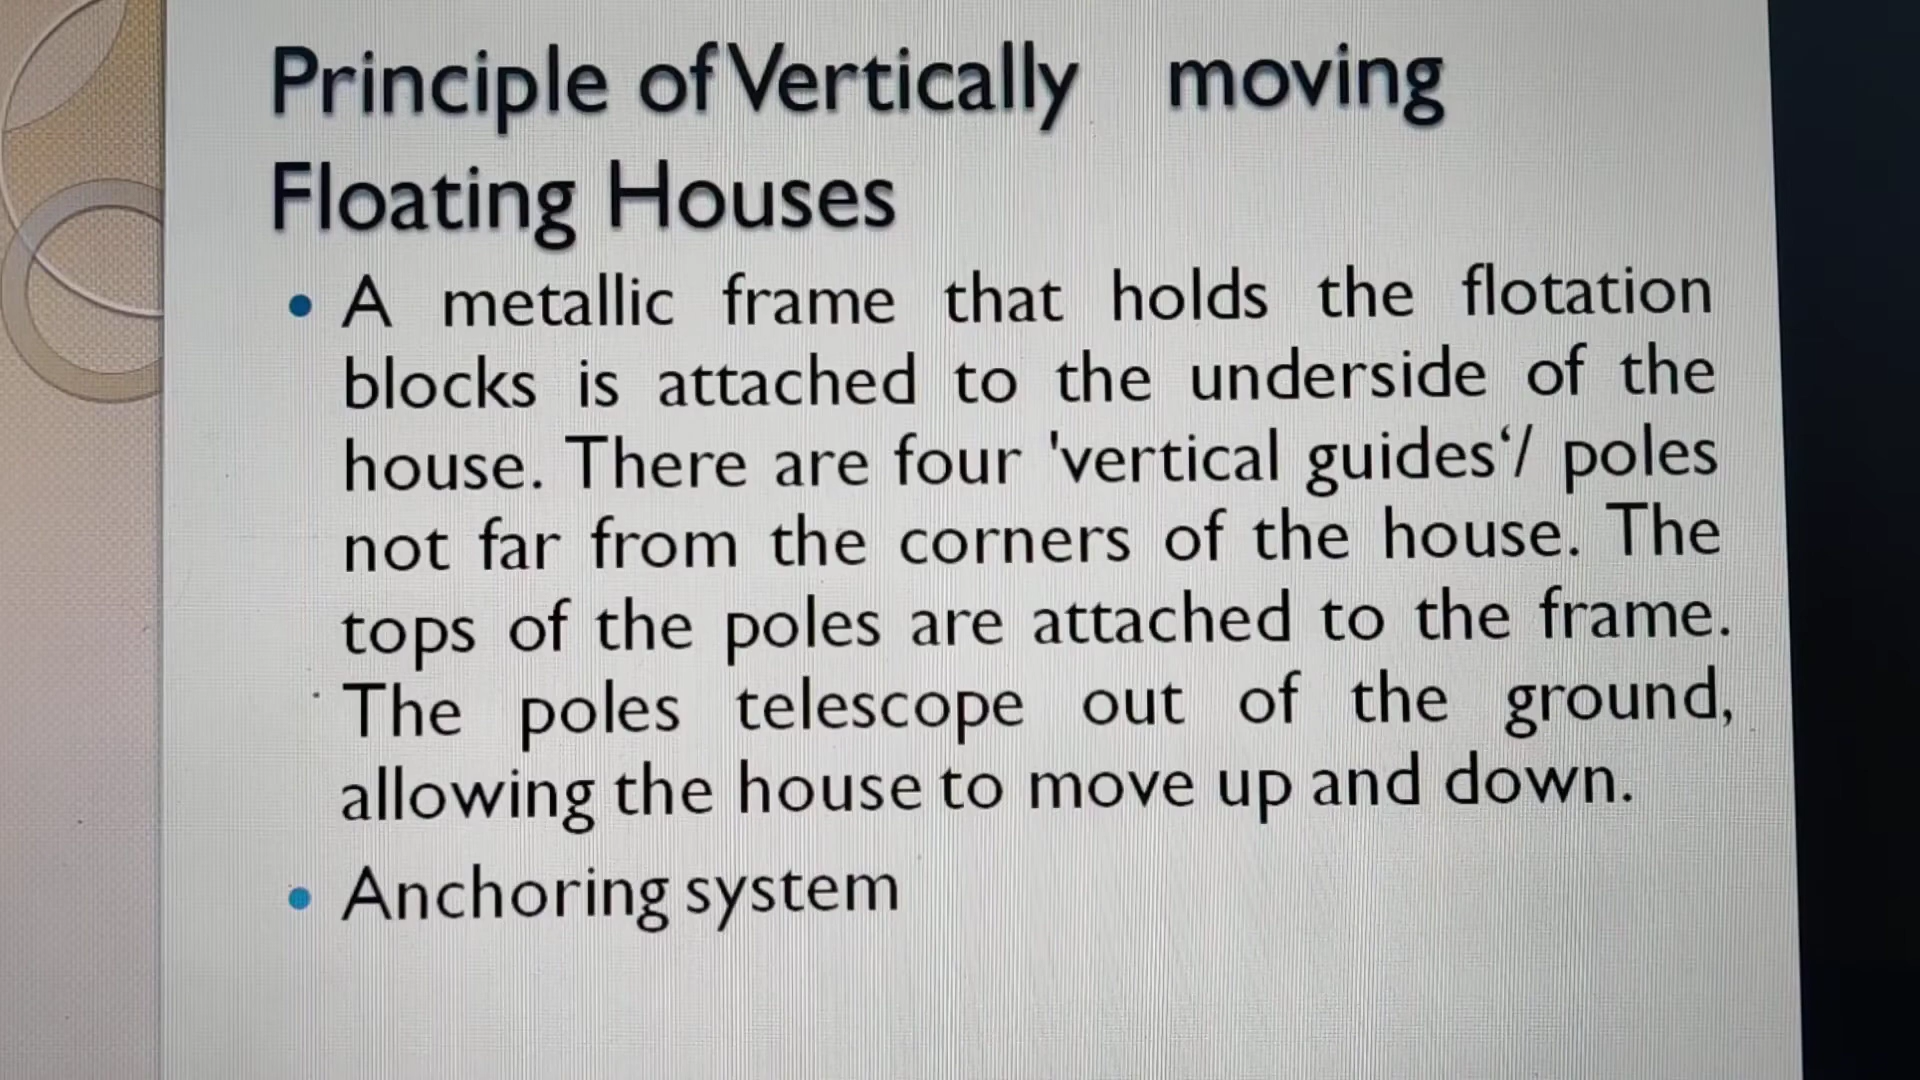 Principle of Vertically moving
Floating Houses
• A metallic frame that holds the flotation
blocks is attached to the underside of the
house. There are four 'vertical guides‘/ poles
not far from the corners of the house. The
tops of the poles are attached to the frame.
The poles telescope out of the ground,
allowing the house to move up and down.
• Anchoring system